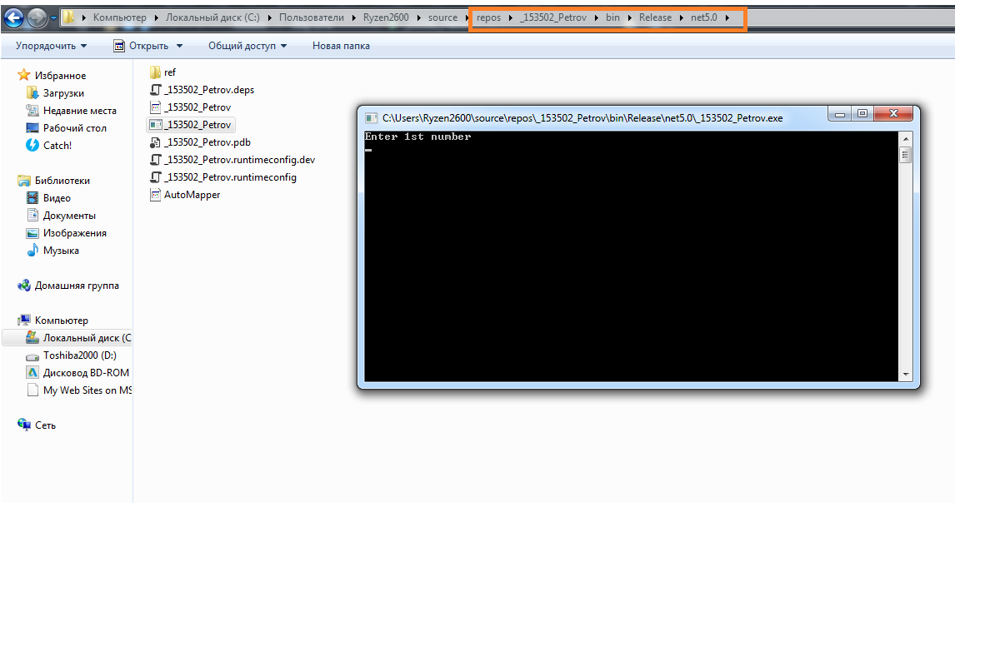 Компьютер Локальный диск (C:) Пользователи Ryzen2600 source repos _153502_Petrov bin Release net5.0
Упорядочить Открыть Общий доступ Новая папка
Избранное
Загрузки
Недавние места
Рабочий стол
Catch!
Библиотеки
Видео
Документы
Изображения
Музыка
Домашняя группа
Компьютер
Локальный диск (C
Toshiba2000 (D:)
Дисковод BD-ROM
My Web Sites on MS
Сеть
ref
_153502_Petrov.deps
_153502_Petrov
_153502_Petrov
_153502_Petrov.pdb
_153502_Petrov.runtimeconfig.dev
_153502_Petrov.runtimeconfig
AutoMapper
C:\Users\Ryzen2600\source\repos\_153502_Petrov\bin\Release\net5.0\_153502_Petrov.exe
Enter 1st number